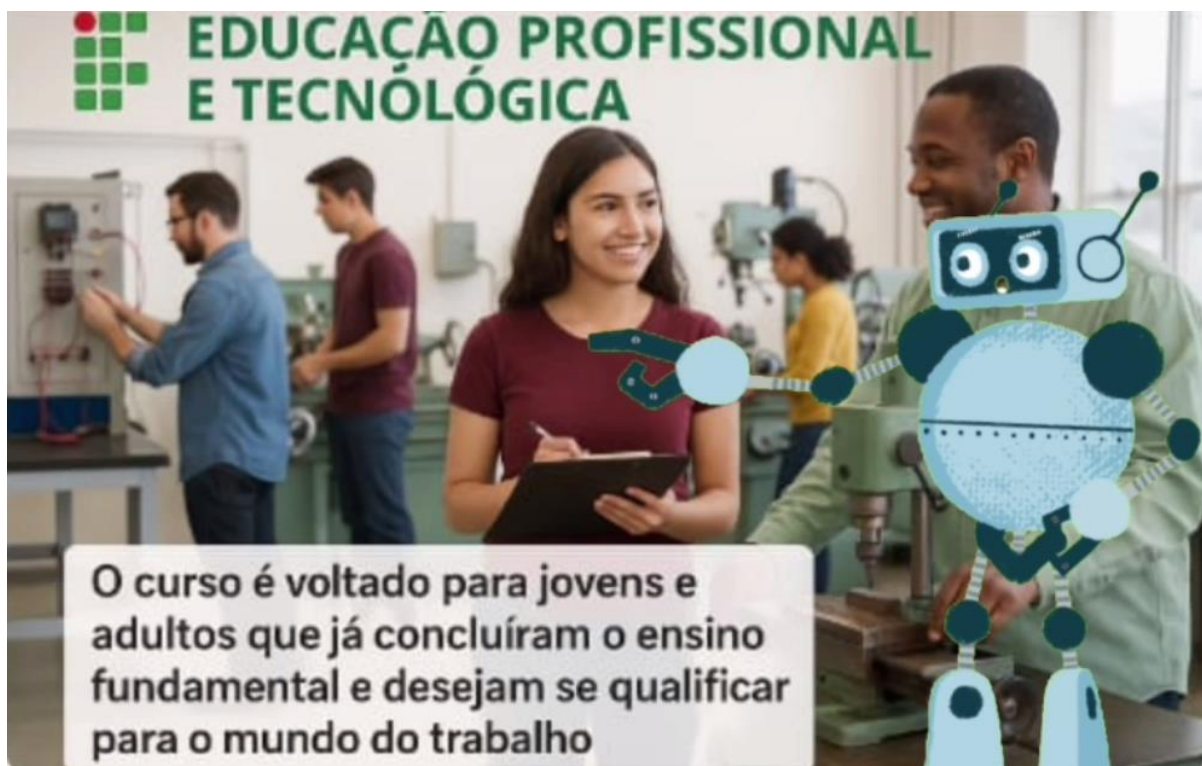 EDUCAÇÃO PROFISSIONAL
E TECNOLÓGICA
O curso é voltado para jovens e
adultos que já concluíram o ensino
fundamental e desejam se qualificar
para o mundo do trabalho